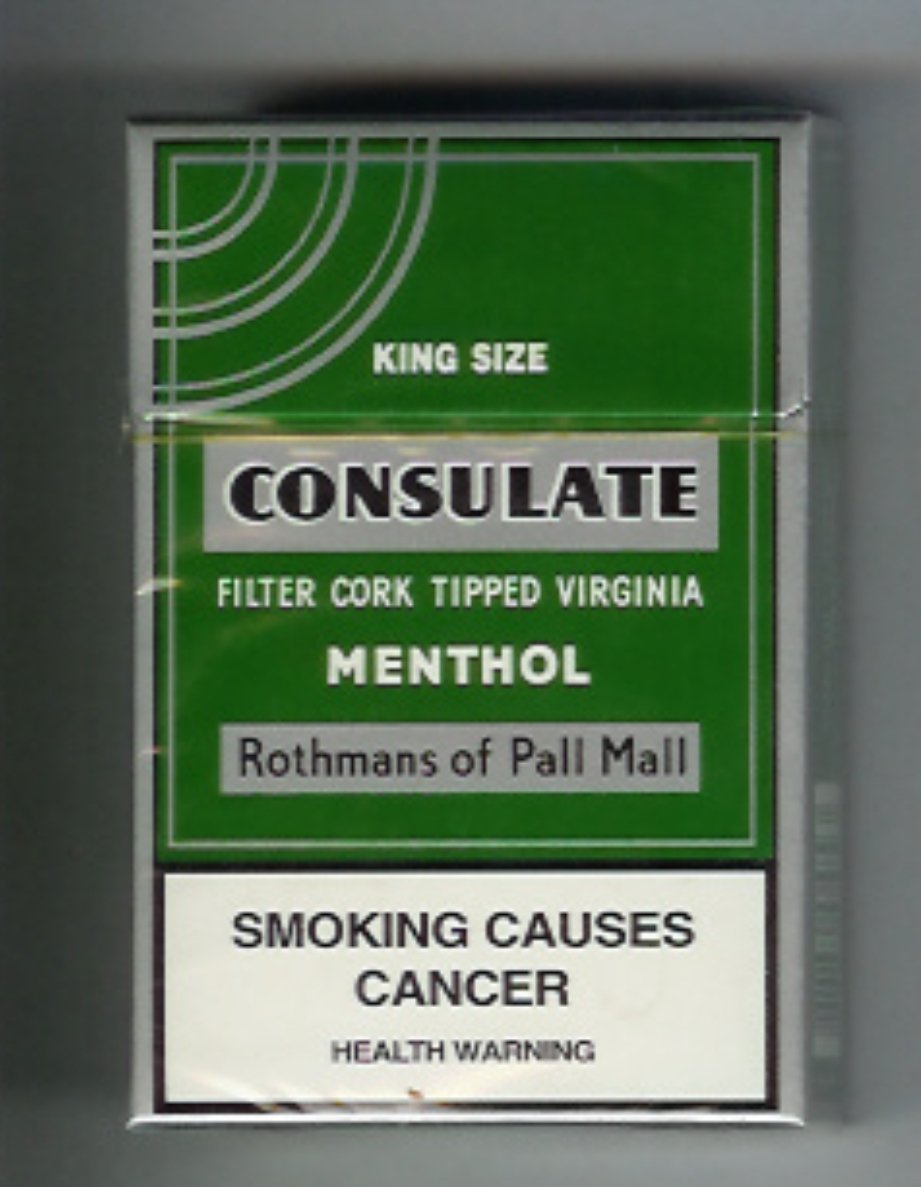 KING SIZE
CONSULATE
FILTER CORK TIPPED VIRGINIA
MENTHOL
Rothmans of Pall Mall
SMOKING CAUSES
CANCER
HEALTH WARNING